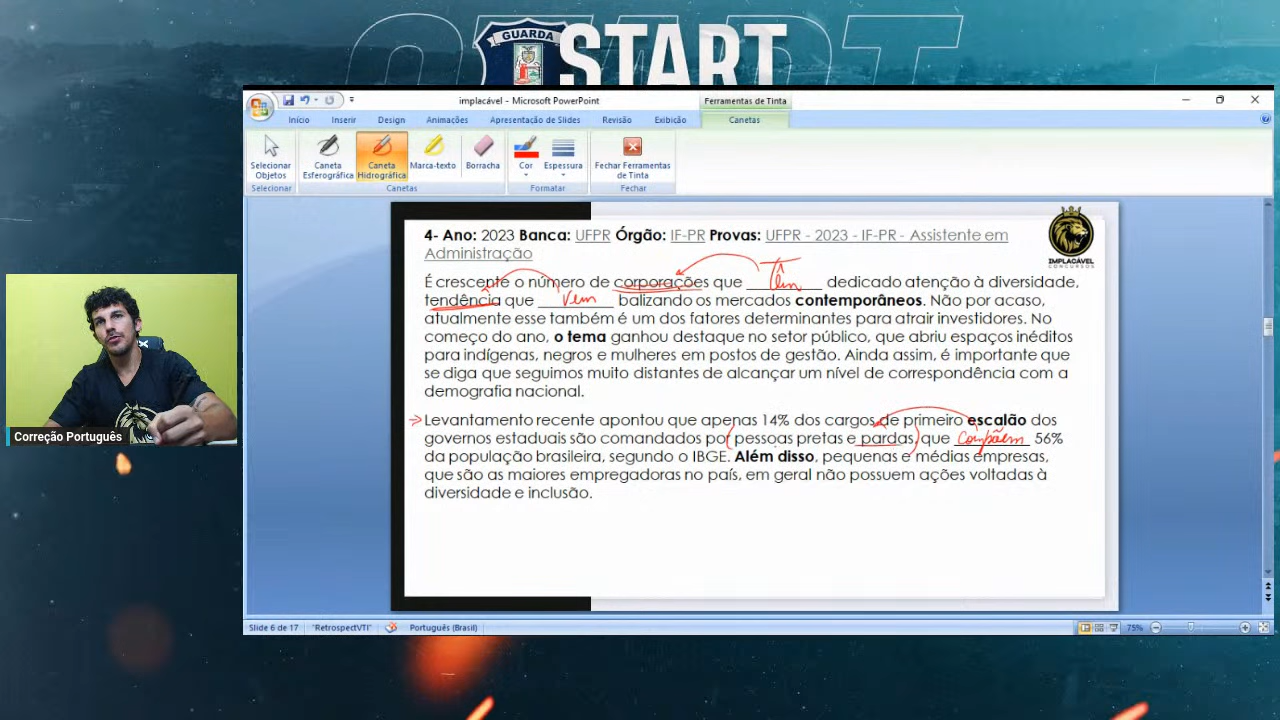 GUARDA
START
implacável - Microsoft PowerPoint
Ferramentas de Tinta
Início Inserir Design Animações Apresentação de Slides Revisão Exibição Canetas
Selecionar Objetos
Caneta Esferográfica
Caneta Hidrográfica
Marca-texto
Borracha
Cor
Espessura
Fechar Ferramentas de Tinta
Selecionar Canetas Formatar Fechar
4- Ano: 2023 Banca: UFPR Órgão: IF-PR Provas: UFPR - 2023 - IF-PR - Assistente em
Administração
IMPLACÁVEL
CONCURSOS
É crescente o número de corporações que têm dedicado atenção à diversidade,
tendência que vem balizando os mercados contemporâneos. Não por acaso,
atualmente esse também é um dos fatores determinantes para atrair investidores. No
começo do ano, o tema ganhou destaque no setor público, que abriu espaços inéditos
para indígenas, negros e mulheres em postos de gestão. Ainda assim, é importante que
se diga que seguimos muito distantes de alcançar um nível de correspondência com a
demografia nacional.
Levantamento recente apontou que apenas 14% dos cargos de primeiro escalão dos
governos estaduais são comandados por (pessoas pretas e pardas) que compõem 56%
da população brasileira, segundo o IBGE. Além disso, pequenas e médias empresas,
que são as maiores empregadoras no país, em geral não possuem ações voltadas à
diversidade e inclusão.
Correção Português
Slide 6 de 17 "RetrospectVTI" Português (Brasil) 75%